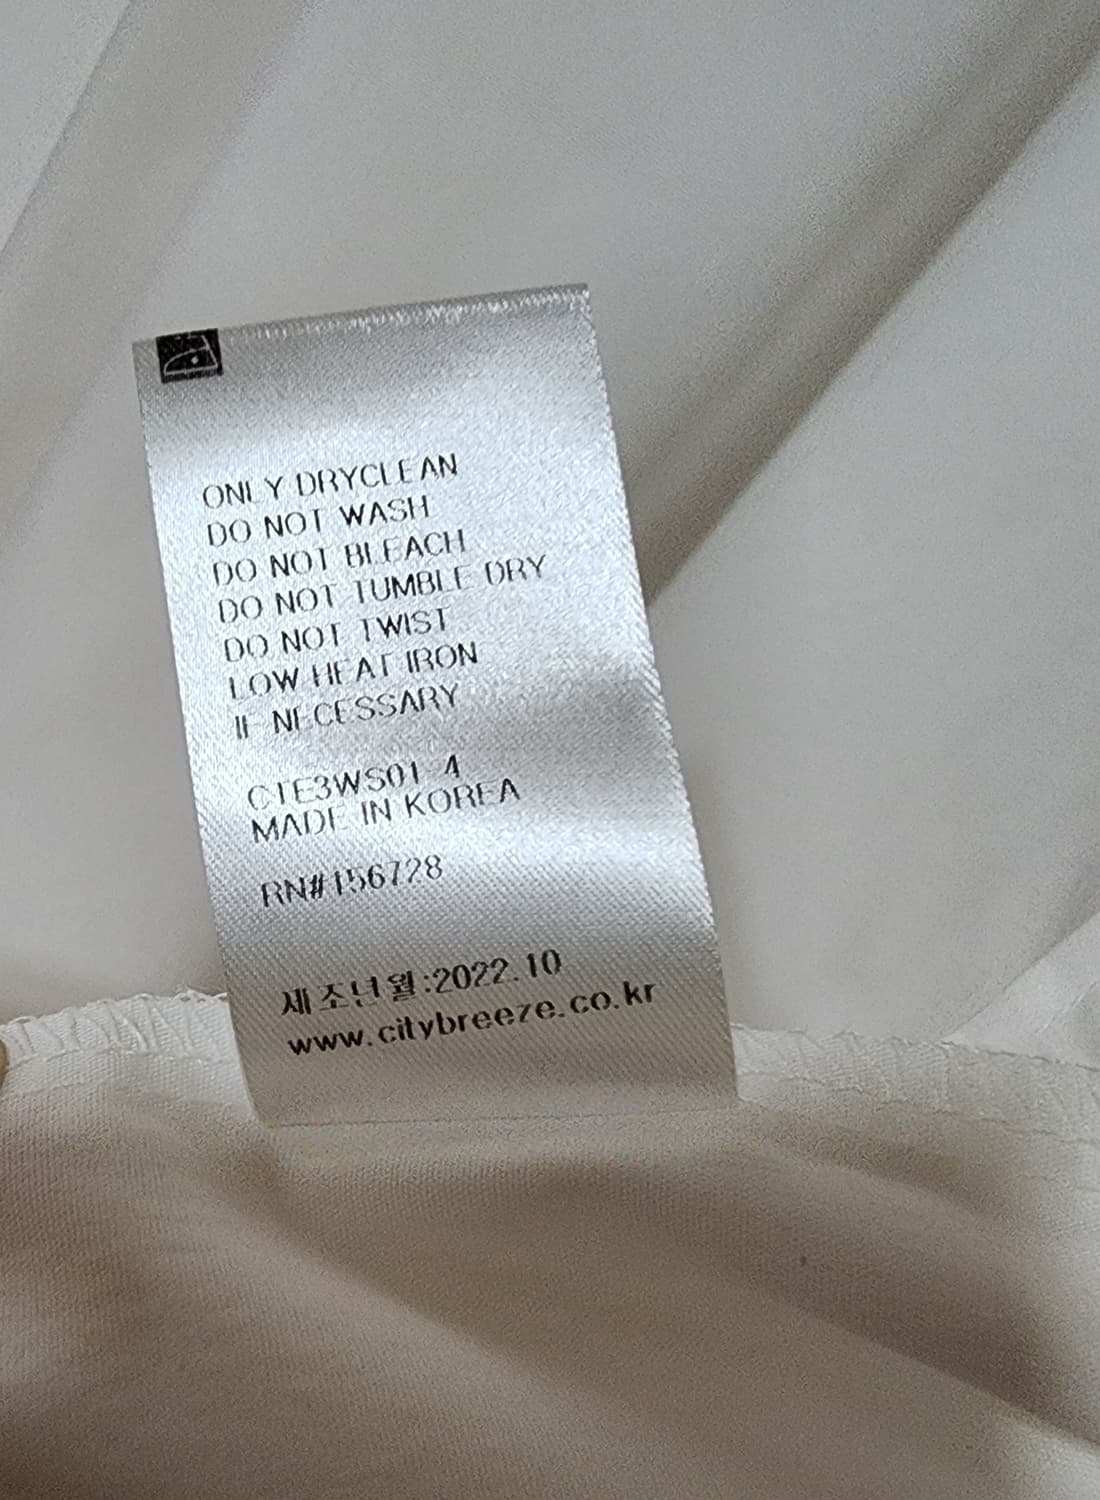 ONLY DRYCLEAN
DO NOT WASH
DO NOT BLEACH
DO NOT TUMBLE DRY
DO NOT TWIST
LOW HEAT IRON
IF NECESSARY
CTE3WS01-4
MADE IN KOREA
RN#156728
제조년월:2022.10
www.citybreeze.co.kr